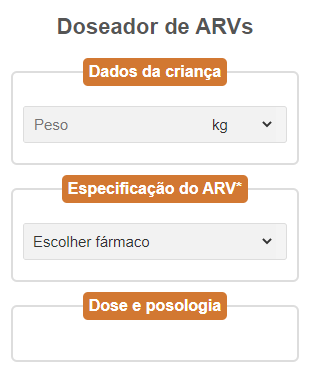 Doseador de ARVs
Dados da criança
Peso kg
Especificação do ARV*
Escolher fármaco
Dose e posologia